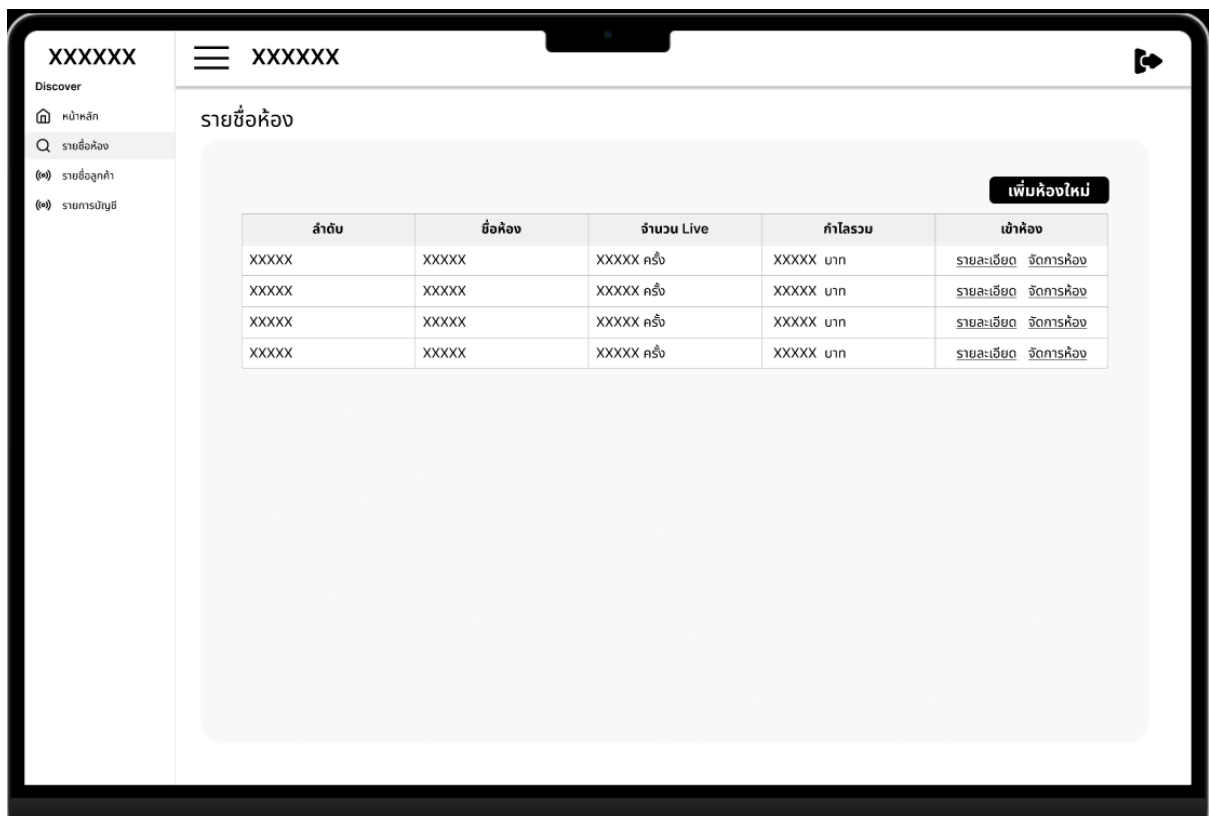 XXXXXX
Discover
หน้าหลัก
รายชื่อห้อง
รายชื่อลูกค้า
รายการบัญชี
XXXXXX
รายชื่อห้อง
เพิ่มห้องใหม่
ลำดับ ชื่อห้อง จำนวน Live กำไลรวม เข้าห้อง
XXXXX XXXXX XXXXX ครั้ง XXXXX บาท รายละเอียด จัดการห้อง
XXXXX XXXXX XXXXX ครั้ง XXXXX บาท รายละเอียด จัดการห้อง
XXXXX XXXXX XXXXX ครั้ง XXXXX บาท รายละเอียด จัดการห้อง
XXXXX XXXXX XXXXX ครั้ง XXXXX บาท รายละเอียด จัดการห้อง